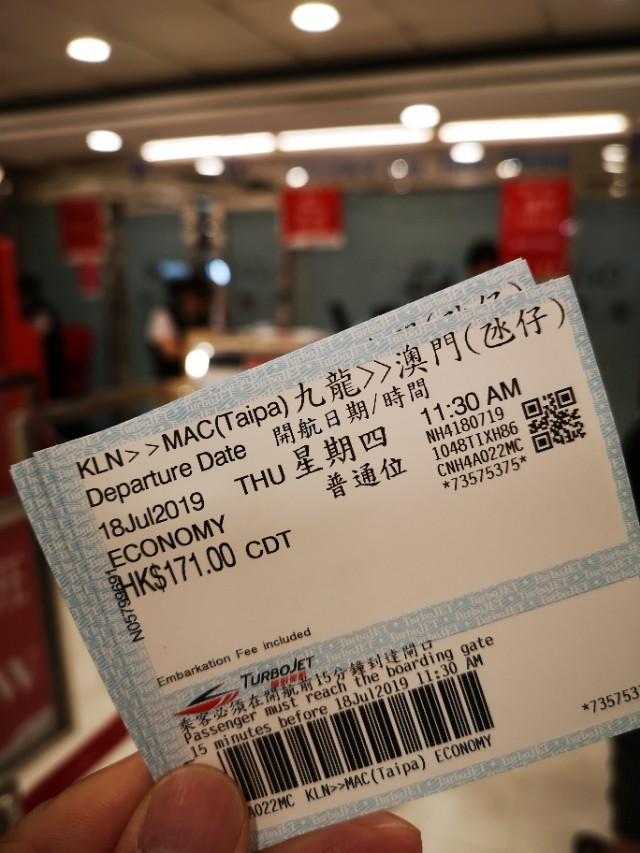 KLN>>MAC(Taipa) 九龍>>澳門(氹仔)
Departure Date 開航日期/時間
18Jul2019 THU 星期四 11:30 AM
ECONOMY 普通位
HK$171.00 CDT
NH4180719
1048TIXH86
CNH4A022MC
*73575375*
Embarkation Fee included
TURBOJET
乘客必須在開航前15分鐘到達閘口
Passenger must reach the boarding gate
15 minutes before 18Jul2019 11:30 AM
A022MC KLN>>MAC(Taipa) ECONOMY